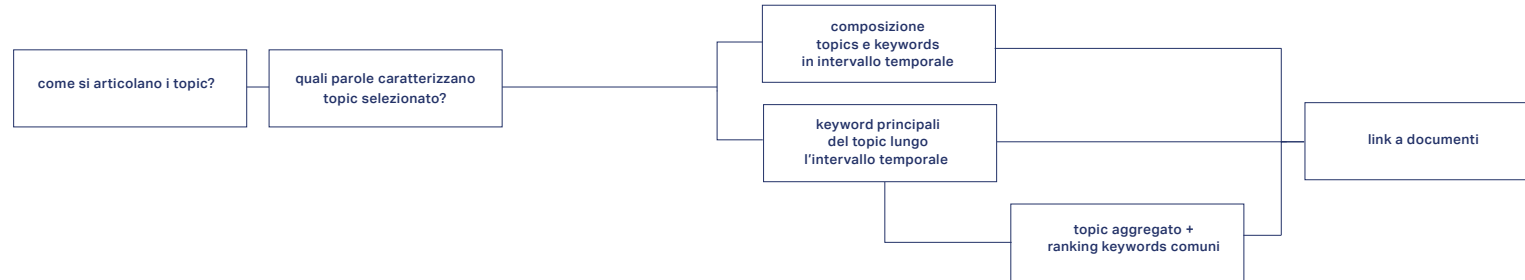 come si articolano i topic?
quali parole caratterizzano
topic selezionato?
composizione
topics e keywords
in intervallo temporale
keyword principali
del topic lungo
l'intervallo temporale
topic aggregato +
ranking keywords comuni
link a documenti